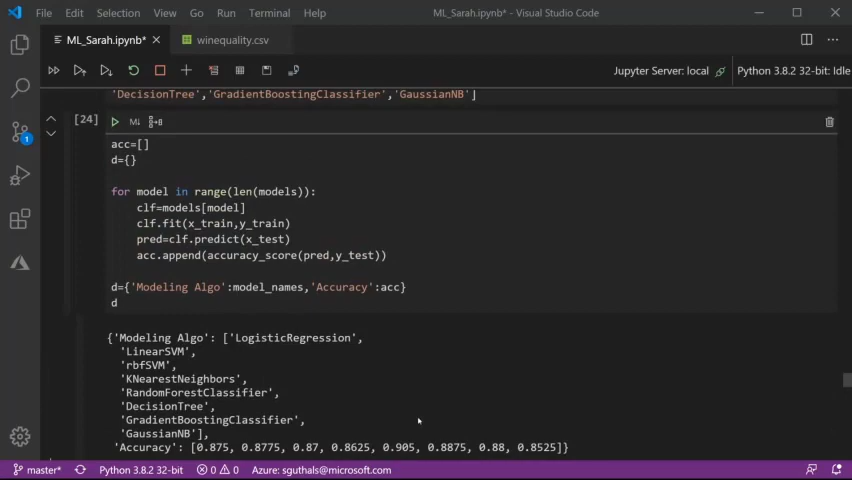 File Edit Selection View Go Run Terminal Help ML_Sarah.ipynb* - Visual Studio Code
ML_Sarah.ipynb* winequality.csv
Jupyter Server: local Python 3.8.2 32-bit: Idle
'DecisionTree','GradientBoostingClassifier','GaussianNB']
[24] M↓
acc=[]
d={}
for model in range(len(models)):
clf=models[model]
clf.fit(x_train,y_train)
pred=clf.predict(x_test)
acc.append(accuracy_score(pred,y_test))
d={'Modeling Algo':model_names,'Accuracy':acc}
d
{'Modeling Algo': ['LogisticRegression',
'LinearSVM',
'rbfSVM',
'KNearestNeighbors',
'RandomForestClassifier',
'DecisionTree',
'GradientBoostingClassifier',
'GaussianNB'],
'Accuracy': [0.875, 0.8775, 0.87, 0.8625, 0.905, 0.8875, 0.88, 0.8525]}
1
master* Python 3.8.2 32-bit 0 0 Azure: sguthals@microsoft.com